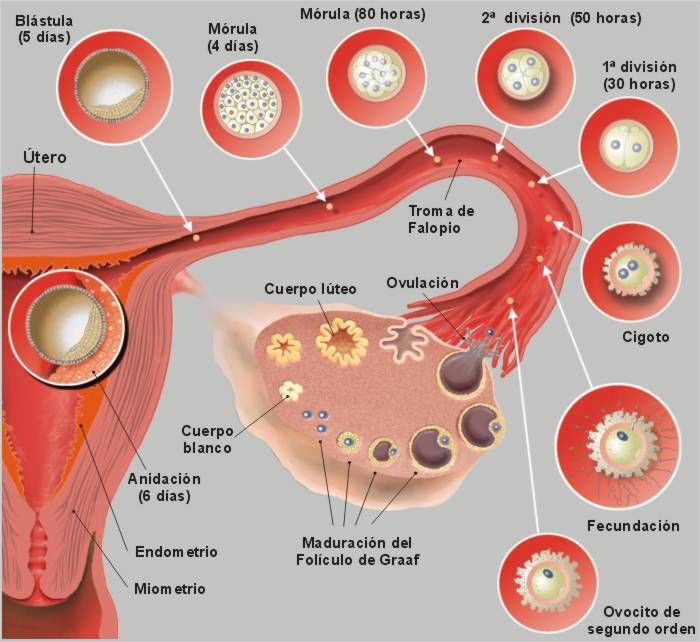 Blástula
(5 días)
Mórula
(4 días)
Mórula (80 horas)
2ª división (50 horas)
1ª división
(30 horas)
Útero
Troma de
Falopio
Cuerpo lúteo
Ovulación
Cigoto
Cuerpo
blanco
Anidación
(6 días)
Fecundación
Maduración del
Folículo de Graaf
Endometrio
Miometrio
Ovocito de
segundo orden